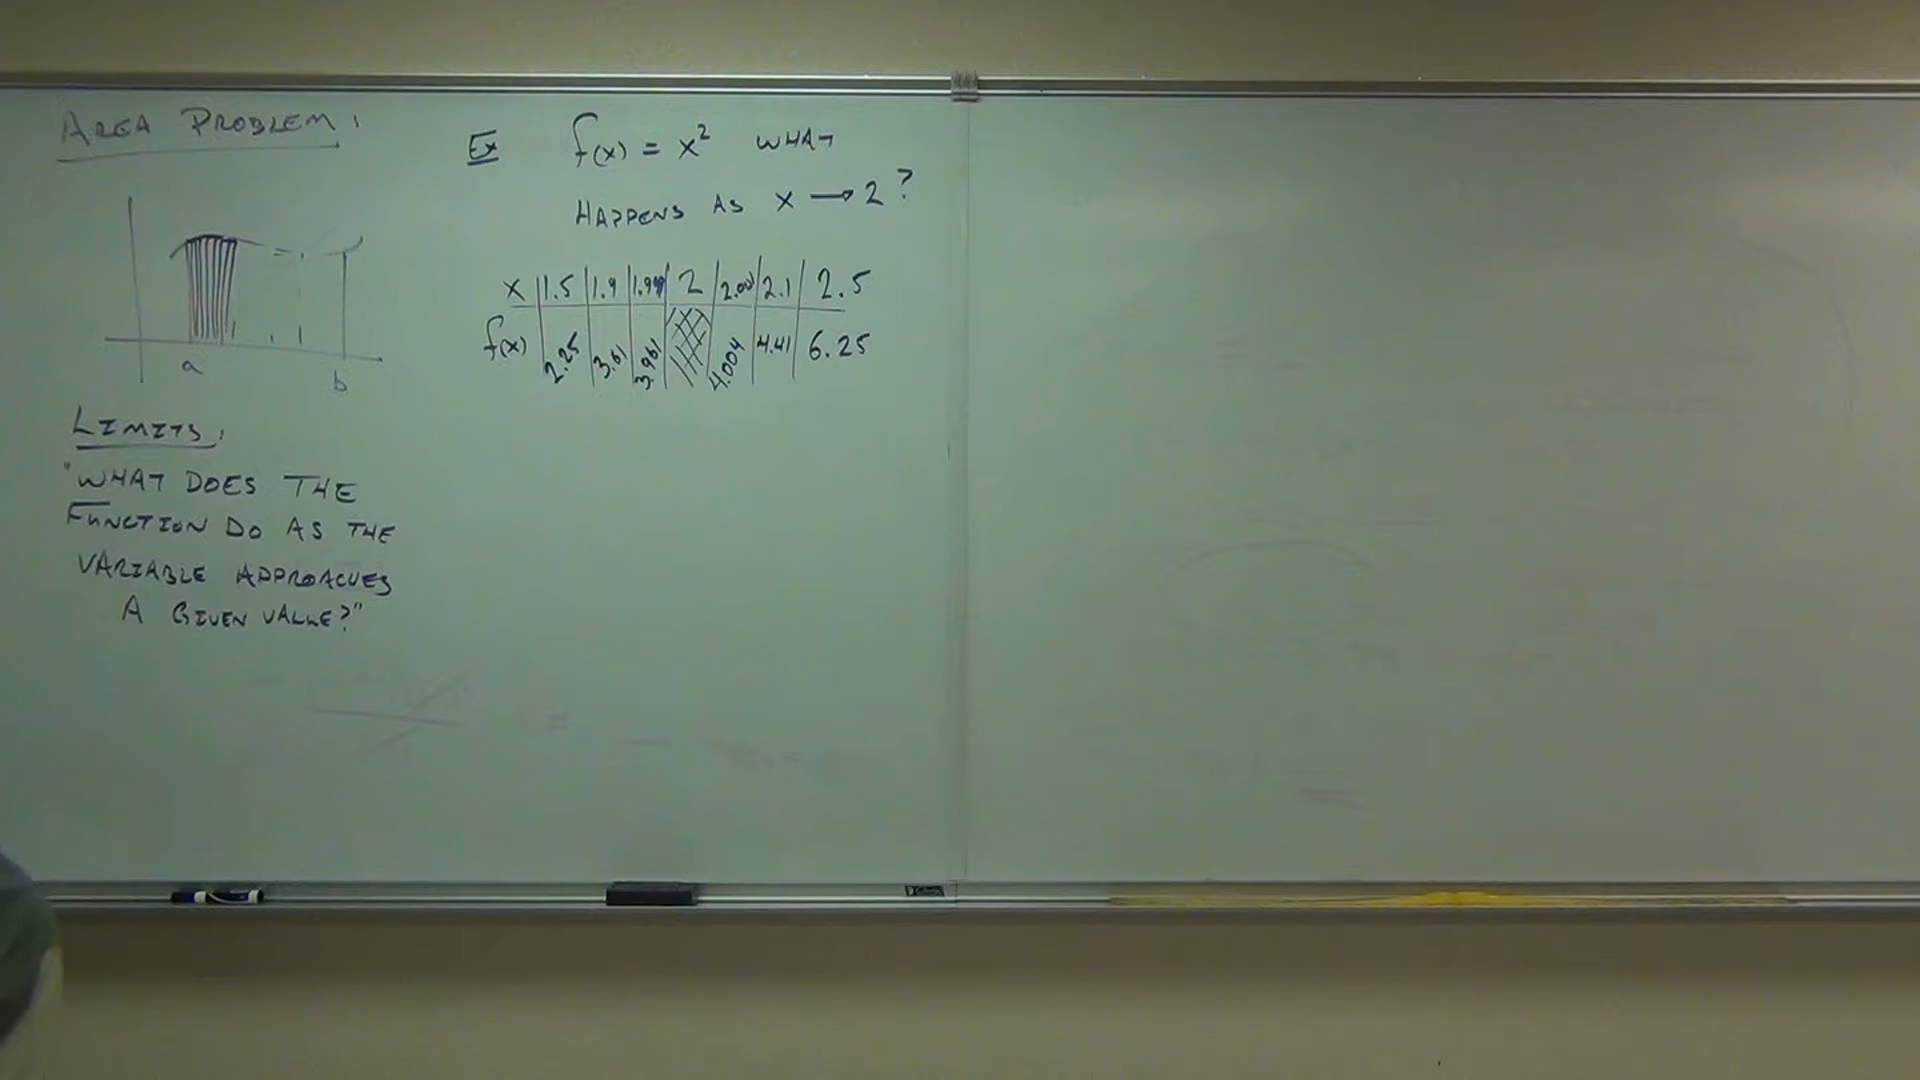 AREA PROBLEM:
a
b
LIMITS:
"WHAT DOES THE
FUNCTION DO AS THE
VARIABLE APPROACHES
A GIVEN VALUE?"
Ex f(x) = x² WHAT
HAPPENS AS x → 2?
x 1.5 1.9 2 2.001 2.1 2.5
f(x) 2.25 3.61 3.961 4.004 4.41 6.25